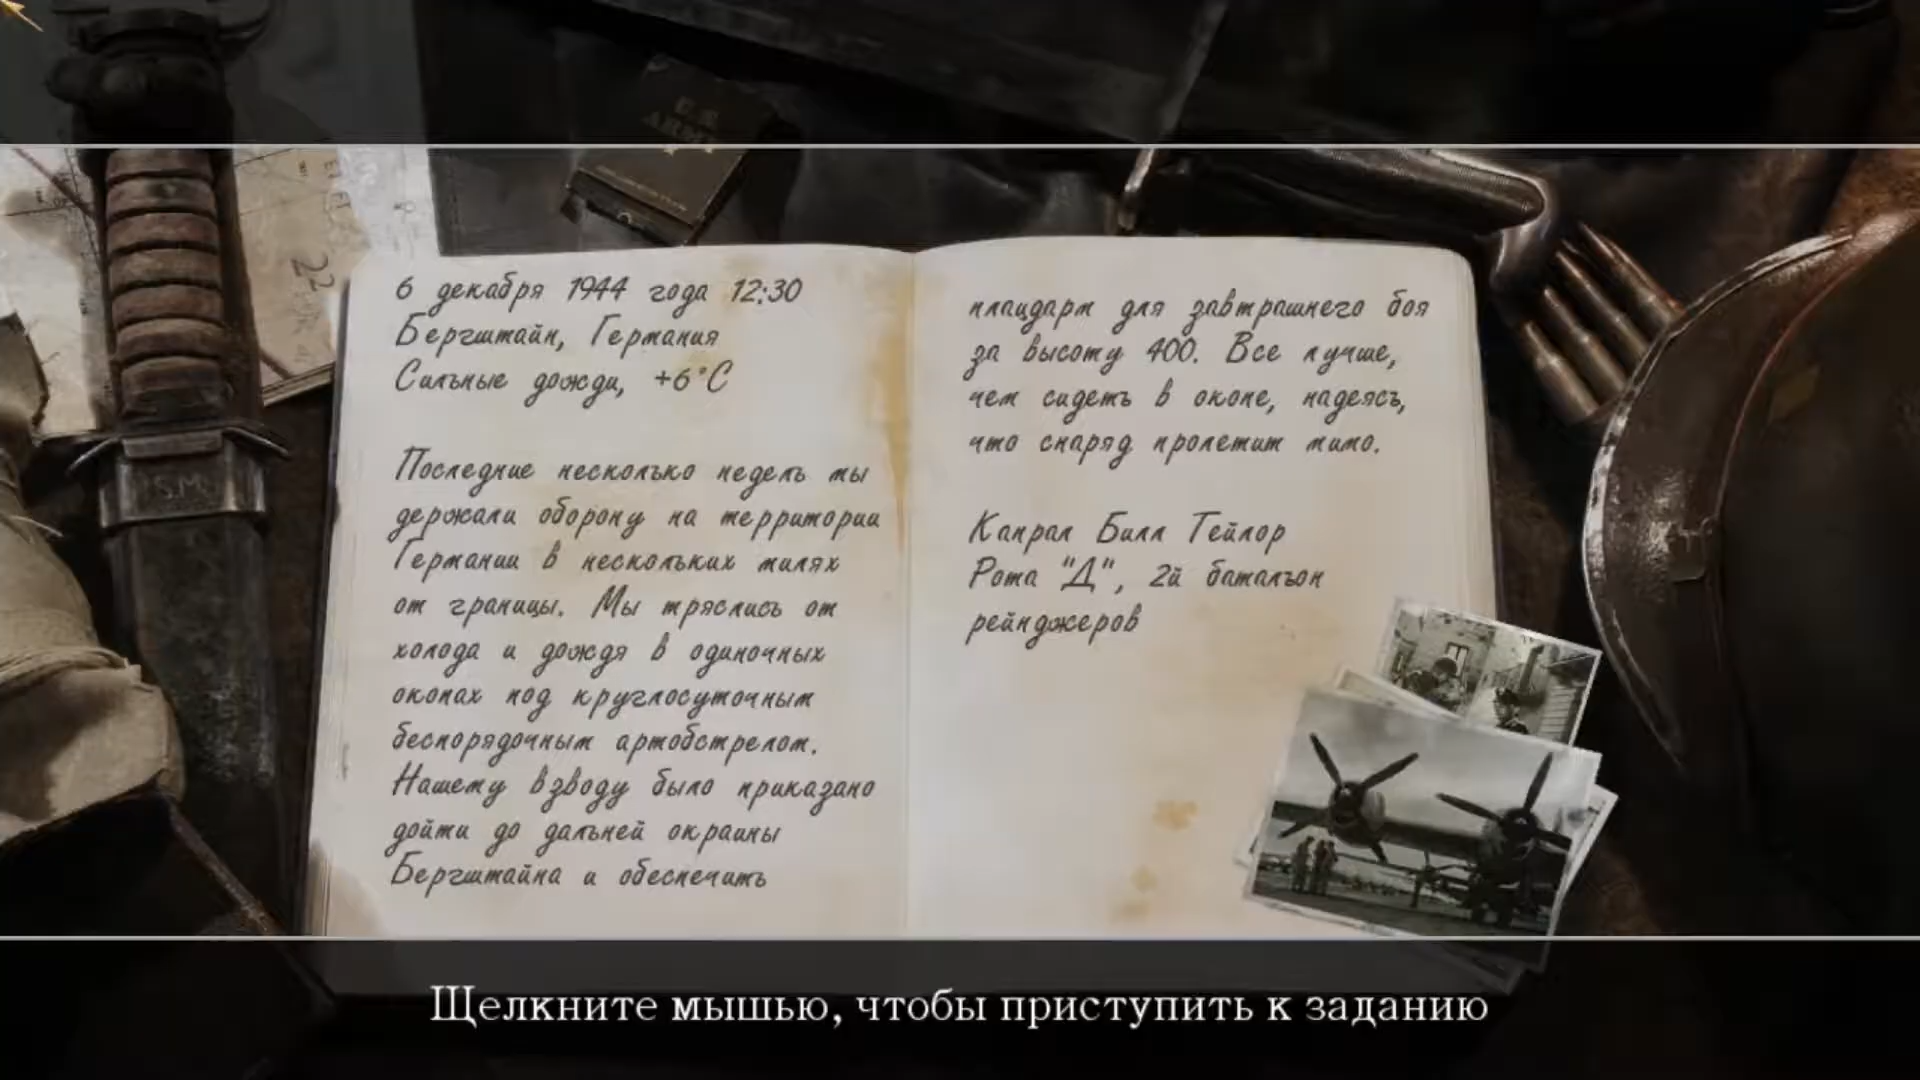 U.S.
ARMY
22
S.M.
6 декабря 1944 года 12:30
Бергштайн, Германия
Сильные дожди, +6°C
Последние несколько недель мы
держали оборону на территории
Германии в нескольких милях
от границы. Мы тряслись от
холода и дождя в одиночных
окопах под круглосуточным
беспорядочным артобстрелом.
Нашему взводу было приказано
дойти до дальней окраины
Бергштайна и обеспечить
плацдарм для завтрашнего боя
за высоту 400. Все лучше,
чем сидеть в окопе, надеясь,
что снаряд пролетит мимо.
Капрал Билл Тейлор
Рота "Д", 2й батальон
рейнджеров
Щелкните мышью, чтобы приступить к заданию